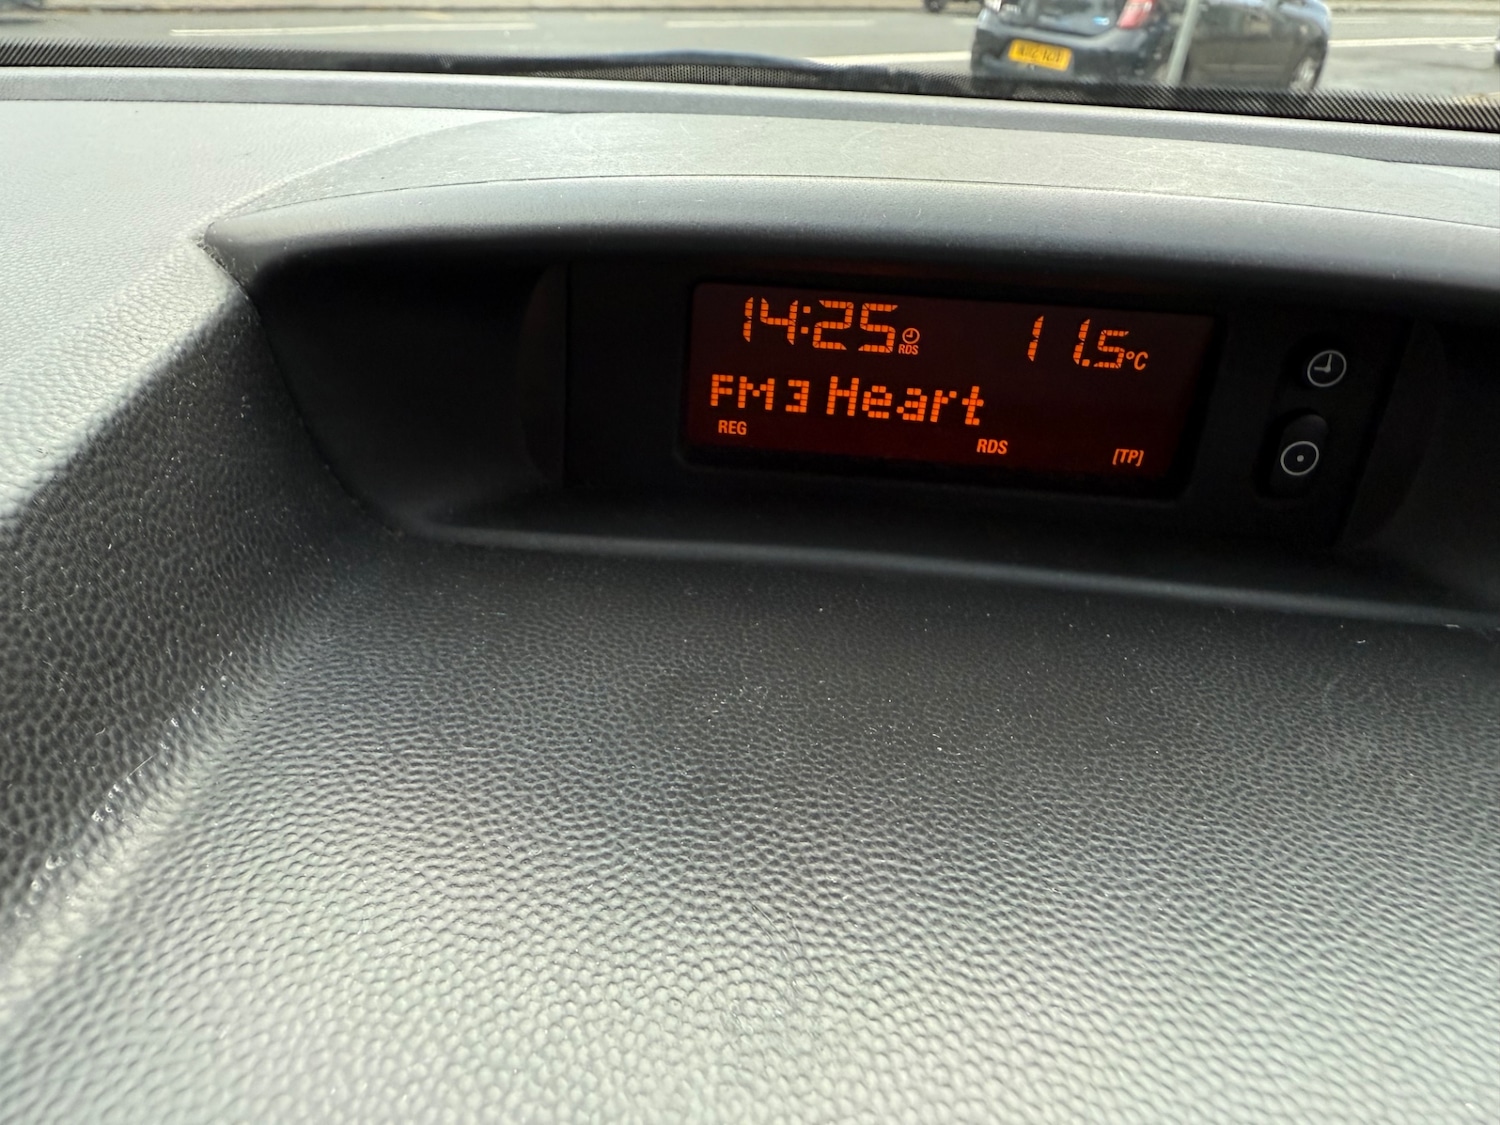 14:25 RDS 11.5°C
FM3 Heart
REG RDS [TP]